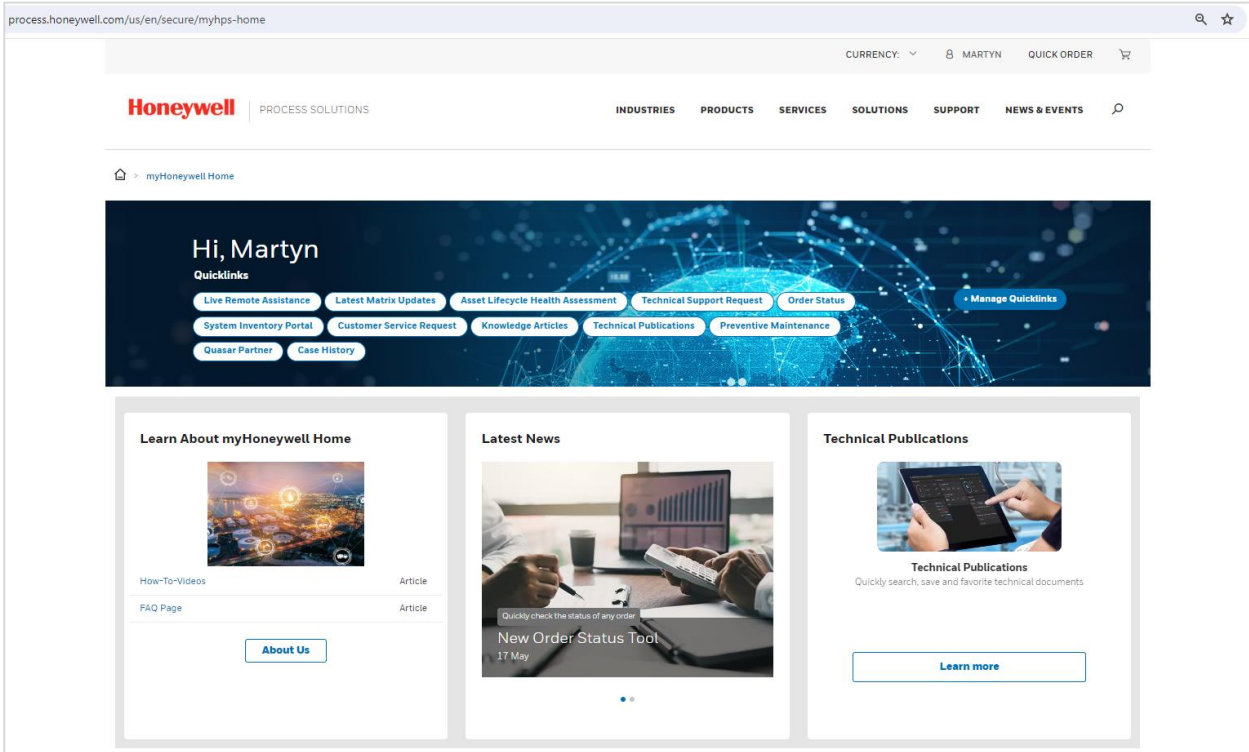 process.honeywell.com/us/en/secure/myhps-home
CURRENCY: MARTYN QUICK ORDER
Honeywell PROCESS SOLUTIONS INDUSTRIES PRODUCTS SERVICES SOLUTIONS SUPPORT NEWS & EVENTS
> myHoneywell Home
Hi, Martyn
Quicklinks
Live Remote Assistance Latest Matrix Updates Asset Lifecycle Health Assessment Technical Support Request Order Status + Manage Quicklinks
System Inventory Portal Customer Service Request Knowledge Articles Technical Publications Preventive Maintenance
Quasar Partner Case History
Learn About myHoneywell Home
How-To-Videos Article
FAQ Page Article
About Us
Latest News
Quickly check the status of any order
New Order Status Tool
17 May
Technical Publications
Technical Publications
Quickly search, save and favorite technical documents
Learn more